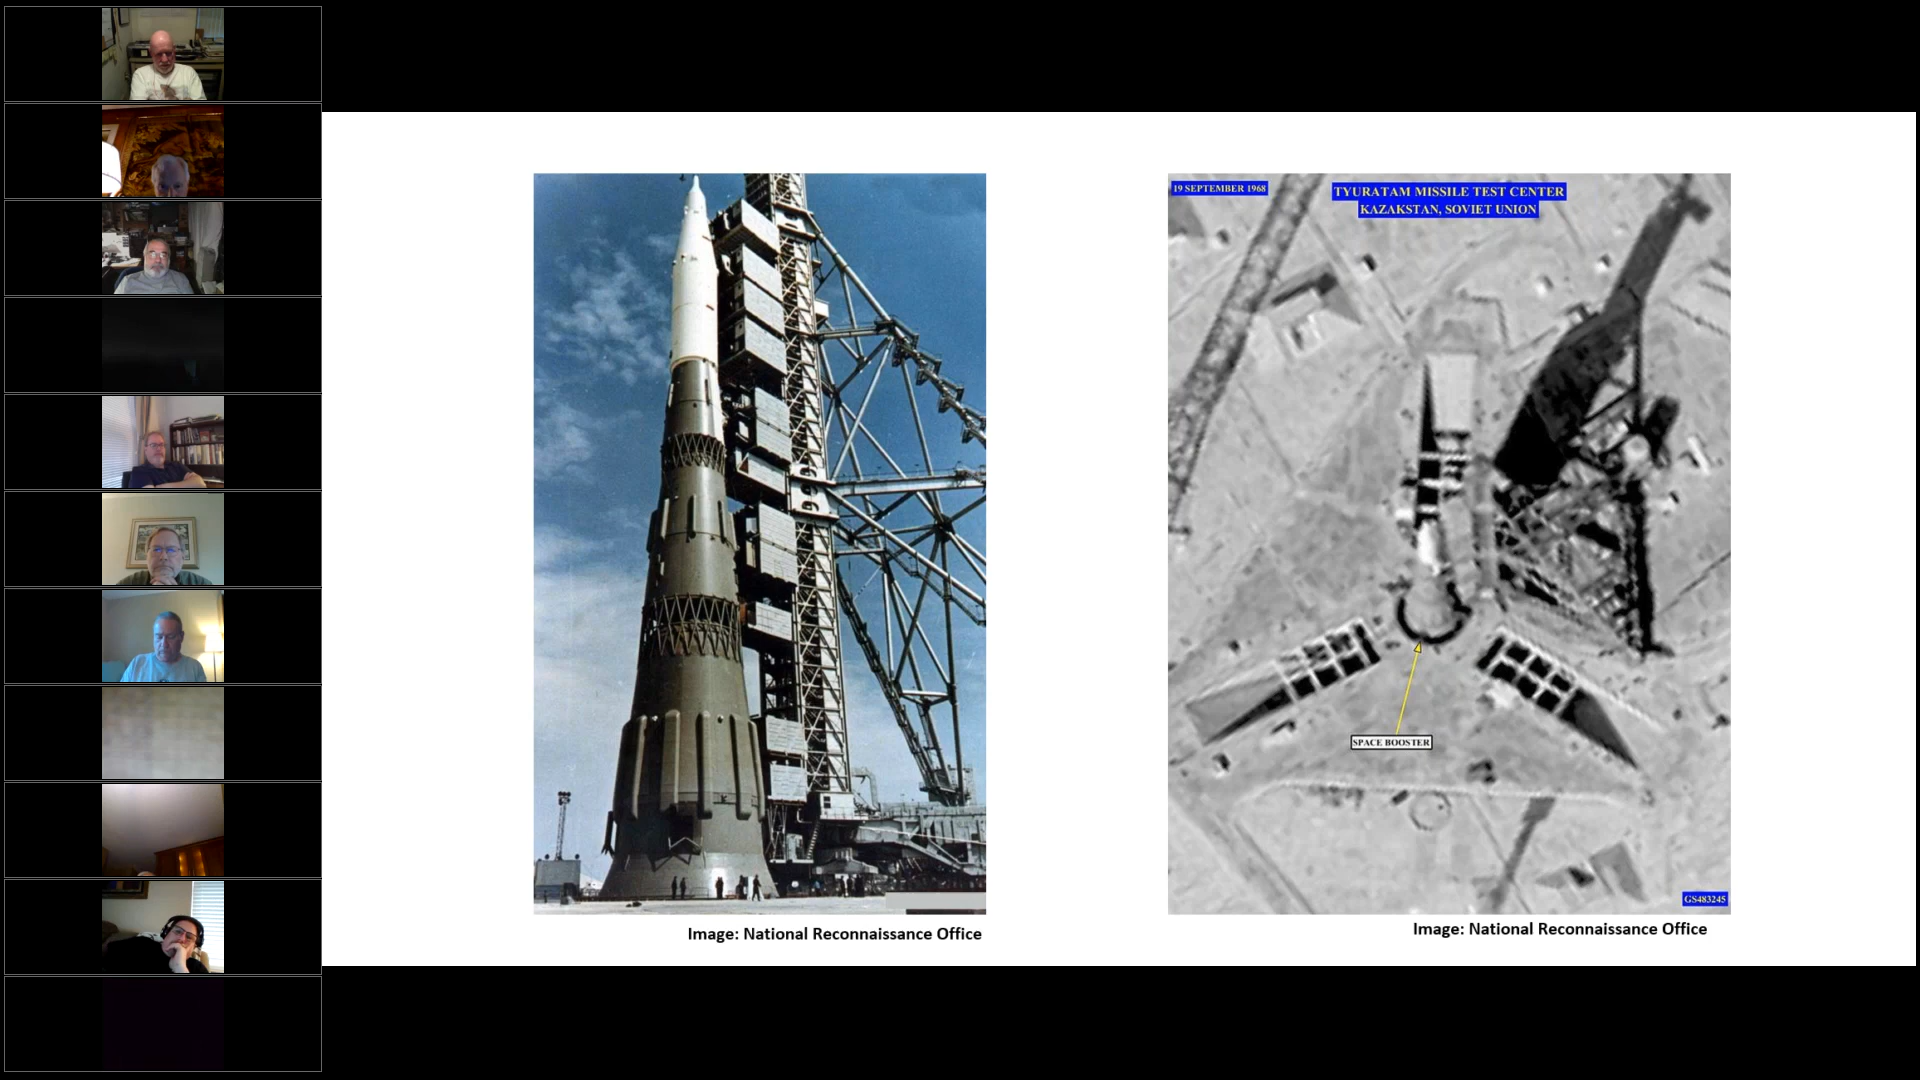 19 SEPTEMBER 1968
TYURATAM MISSILE TEST CENTER
KAZAKSTAN, SOVIET UNION
SPACE BOOSTER
GS483245
Image: National Reconnaissance Office
Image: National Reconnaissance Office